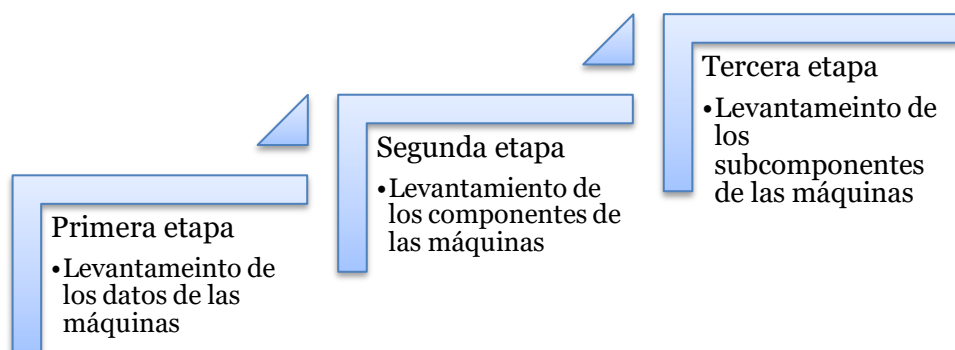 Primera etapa
•Levantameinto de
los datos de las
máquinas
Segunda etapa
•Levantamiento de
los componentes de
las máquinas
Tercera etapa
•Levantameinto de
los
subcomponentes
de las máquinas